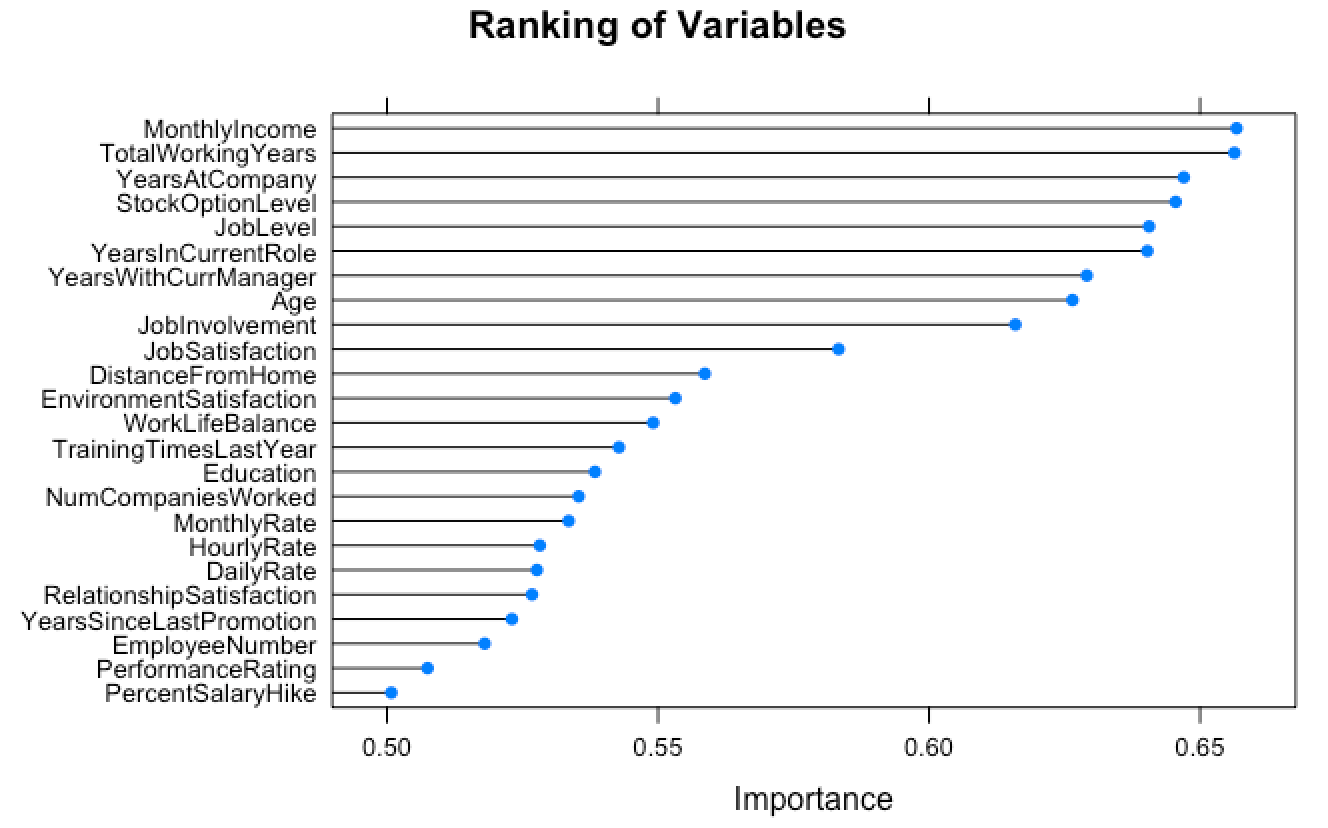 Ranking of Variables
MonthlyIncome
TotalWorkingYears
YearsAtCompany
StockOptionLevel
JobLevel
YearsInCurrentRole
YearsWithCurrManager
Age
JobInvolvement
JobSatisfaction
DistanceFromHome
EnvironmentSatisfaction
WorkLifeBalance
TrainingTimesLastYear
Education
NumCompaniesWorked
MonthlyRate
HourlyRate
DailyRate
RelationshipSatisfaction
YearsSinceLastPromotion
EmployeeNumber
PerformanceRating
PercentSalaryHike
0.50 0.55 0.60 0.65
Importance